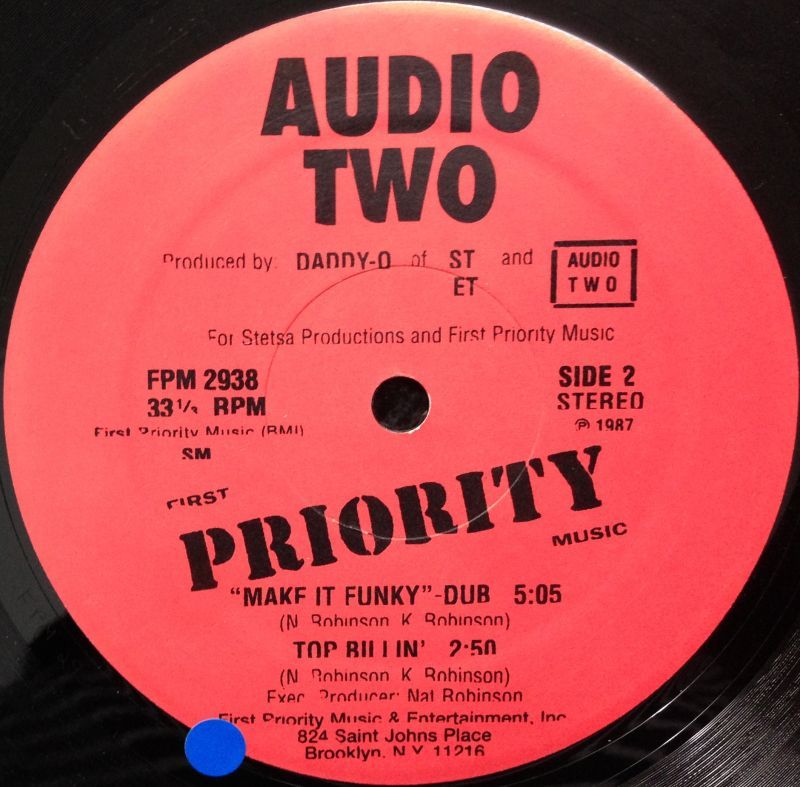 AUDIO
TWO
Produced by: DADDY-O of ST and AUDIO
ET TWO
For Stetsa Productions and First Priority Music
FPM 2938
33 1/3 RPM
First Priority Music (BMI)
SM
SIDE 2
STEREO
℗ 1987
FIRST
PRIORITY
MUSIC
"MAKE IT FUNKY"-DUB 5:05
(N. Robinson, K. Robinson)
TOP BILLIN' 2:50
(N. Robinson, K. Robinson)
Exec. Producer: Nat Robinson
First Priority Music & Entertainment, Inc.
824 Saint Johns Place
Brooklyn, N.Y. 11216